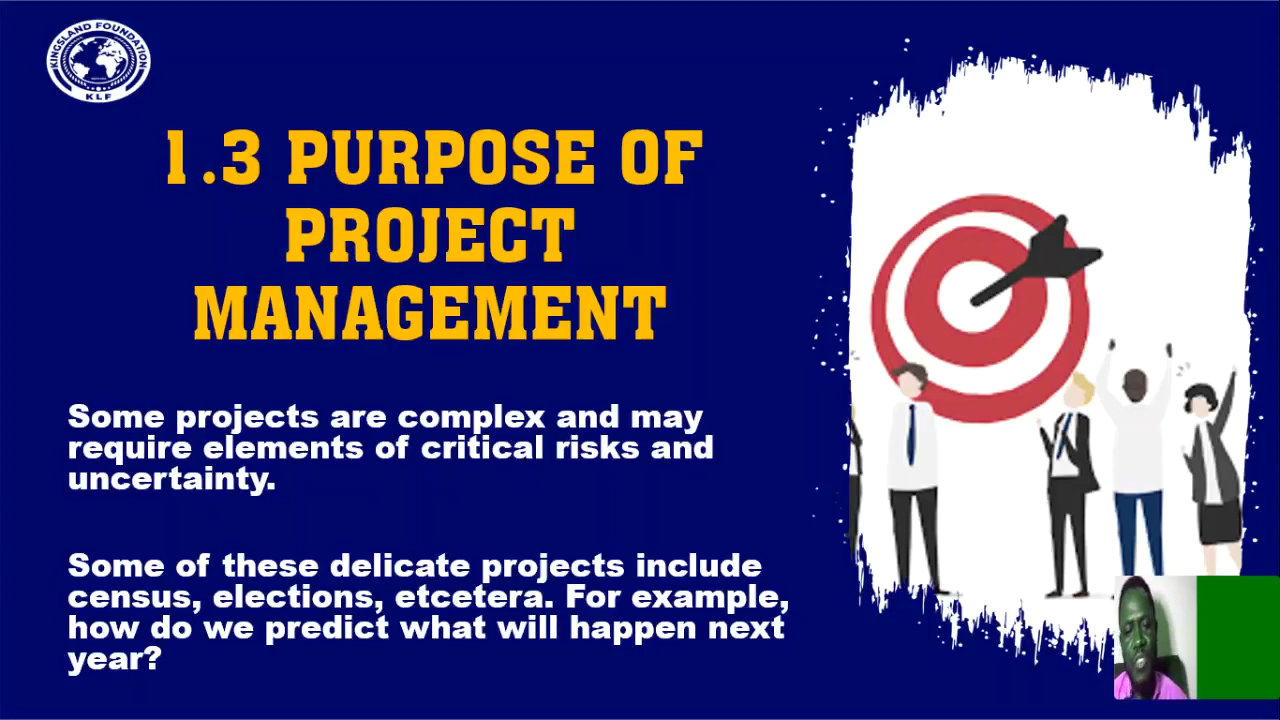 KINGSLAND FOUNDATION
KLF
1.3 PURPOSE OF
PROJECT
MANAGEMENT
Some projects are complex and may
require elements of critical risks and
uncertainty.
Some of these delicate projects include
census, elections, etcetera. For example,
how do we predict what will happen next
year?